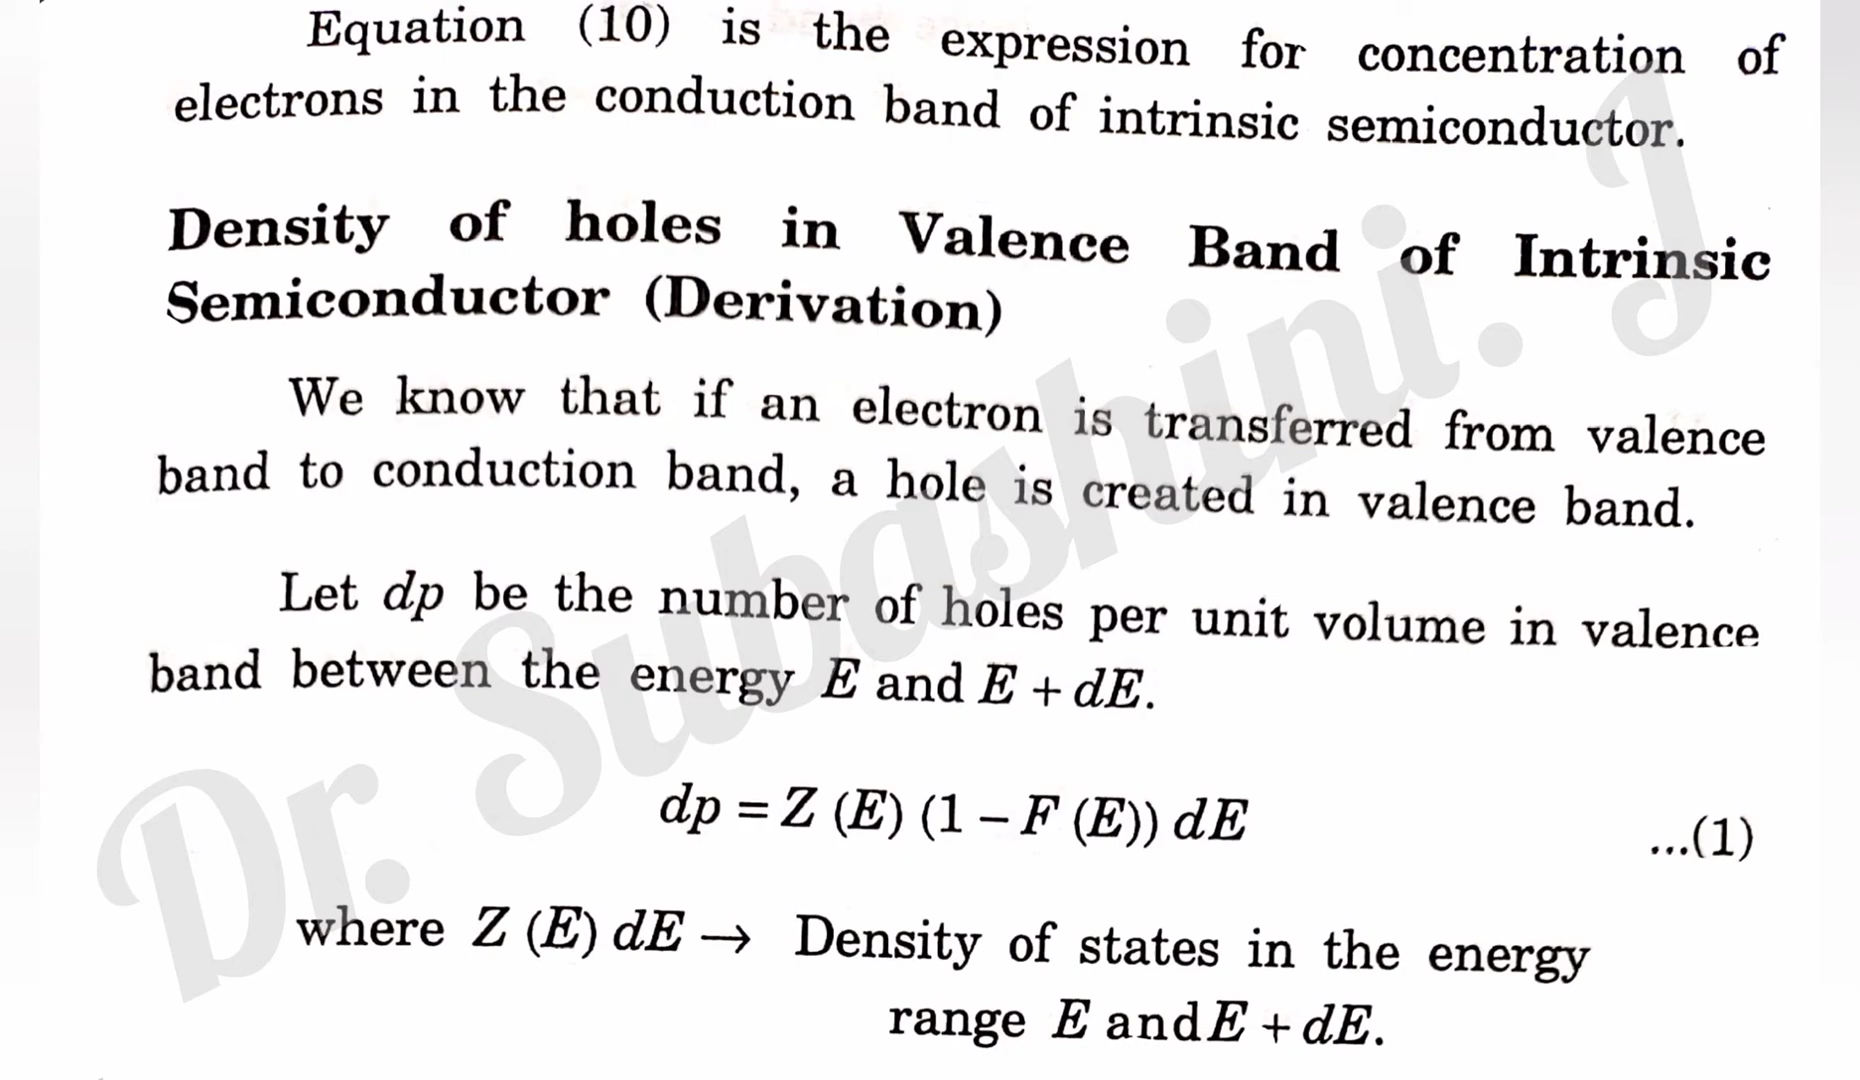 Equation (10) is the expression for concentration of
electrons in the conduction band of intrinsic semiconductor.
Density of holes in Valence Band of Intrinsic
Semiconductor (Derivation)
We know that if an electron is transferred from valence
band to conduction band, a hole is created in valence band.
Let dp be the number of holes per unit volume in valence
band between the energy E and E + dE.
dp = Z (E) (1 – F (E)) dE ...(1)
where Z (E) dE → Density of states in the energy
range E and E + dE.
Dr. Subashini. J